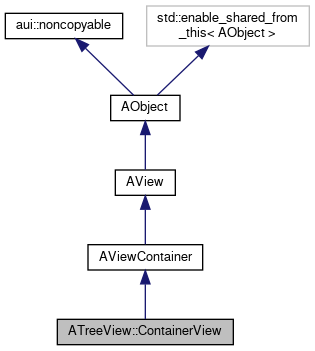 aui::noncopyable
std::enable_shared_from
_this< AObject >
AObject
AView
AViewContainer
ATreeView::ContainerView